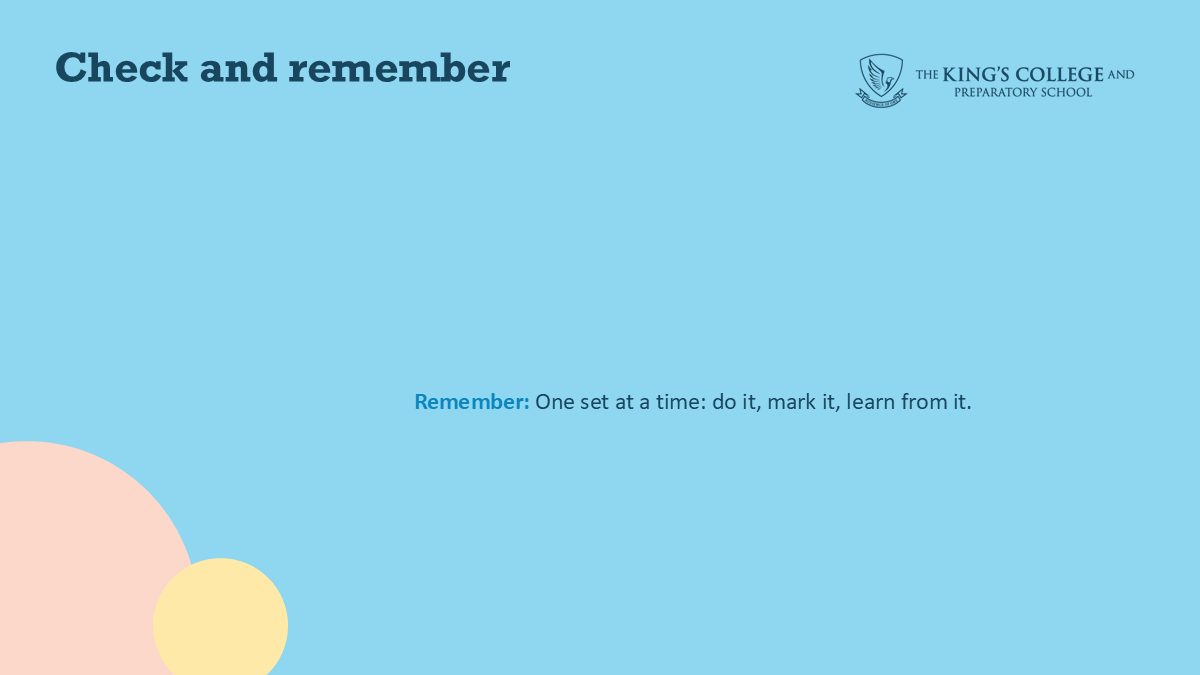 Check and remember
THE KING'S COLLEGE AND
PREPARATORY SCHOOL
Remember: One set at a time: do it, mark it, learn from it.